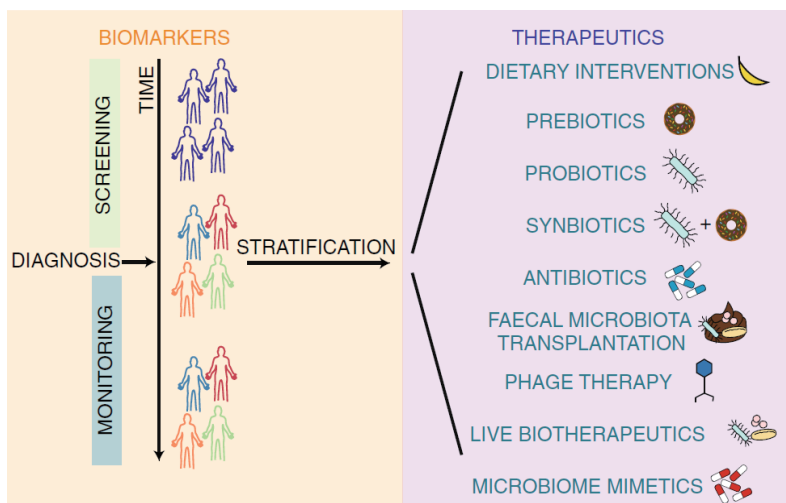 BIOMARKERS
SCREENING
TIME
DIAGNOSIS
MONITORING
STRATIFICATION
THERAPEUTICS
DIETARY INTERVENTIONS
PREBIOTICS
PROBIOTICS
SYNBIOTICS
+
ANTIBIOTICS
FAECAL MICROBIOTA
TRANSPLANTATION
PHAGE THERAPY
LIVE BIOTHERAPEUTICS
MICROBIOME MIMETICS